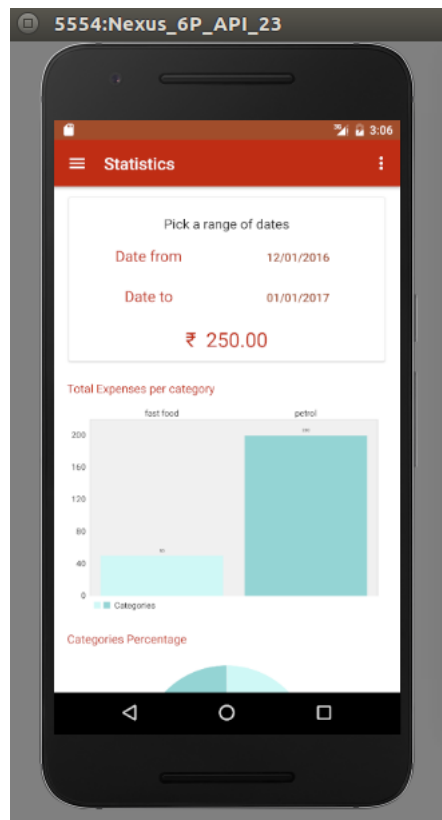 5554:Nexus_6P_API_23
3:06
Statistics
Pick a range of dates
Date from 12/01/2016
Date to 01/01/2017
₹ 250.00
Total Expenses per category
fast food petrol
200
160
120
80
40
0
Categories
Categories Percentage